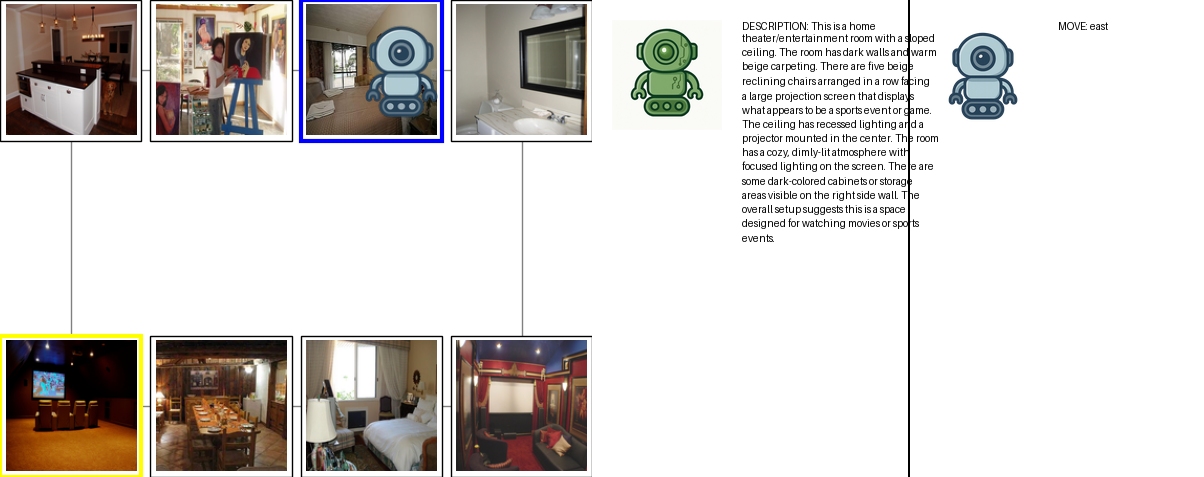 DESCRIPTION: This is a home
theater/entertainment room with a sloped
ceiling. The room has dark walls and warm
beige carpeting. There are five beige
reclining chairs arranged in a row facing
a large projection screen that displays
what appears to be a sports event or game.
The ceiling has recessed lighting and a
projector mounted in the center. The room
has a cozy, dimly-lit atmosphere with
focused lighting on the screen. There are
some dark-colored cabinets or storage
areas visible on the right side wall. The
overall setup suggests this is a space
designed for watching movies or sports
events.
MOVE: east